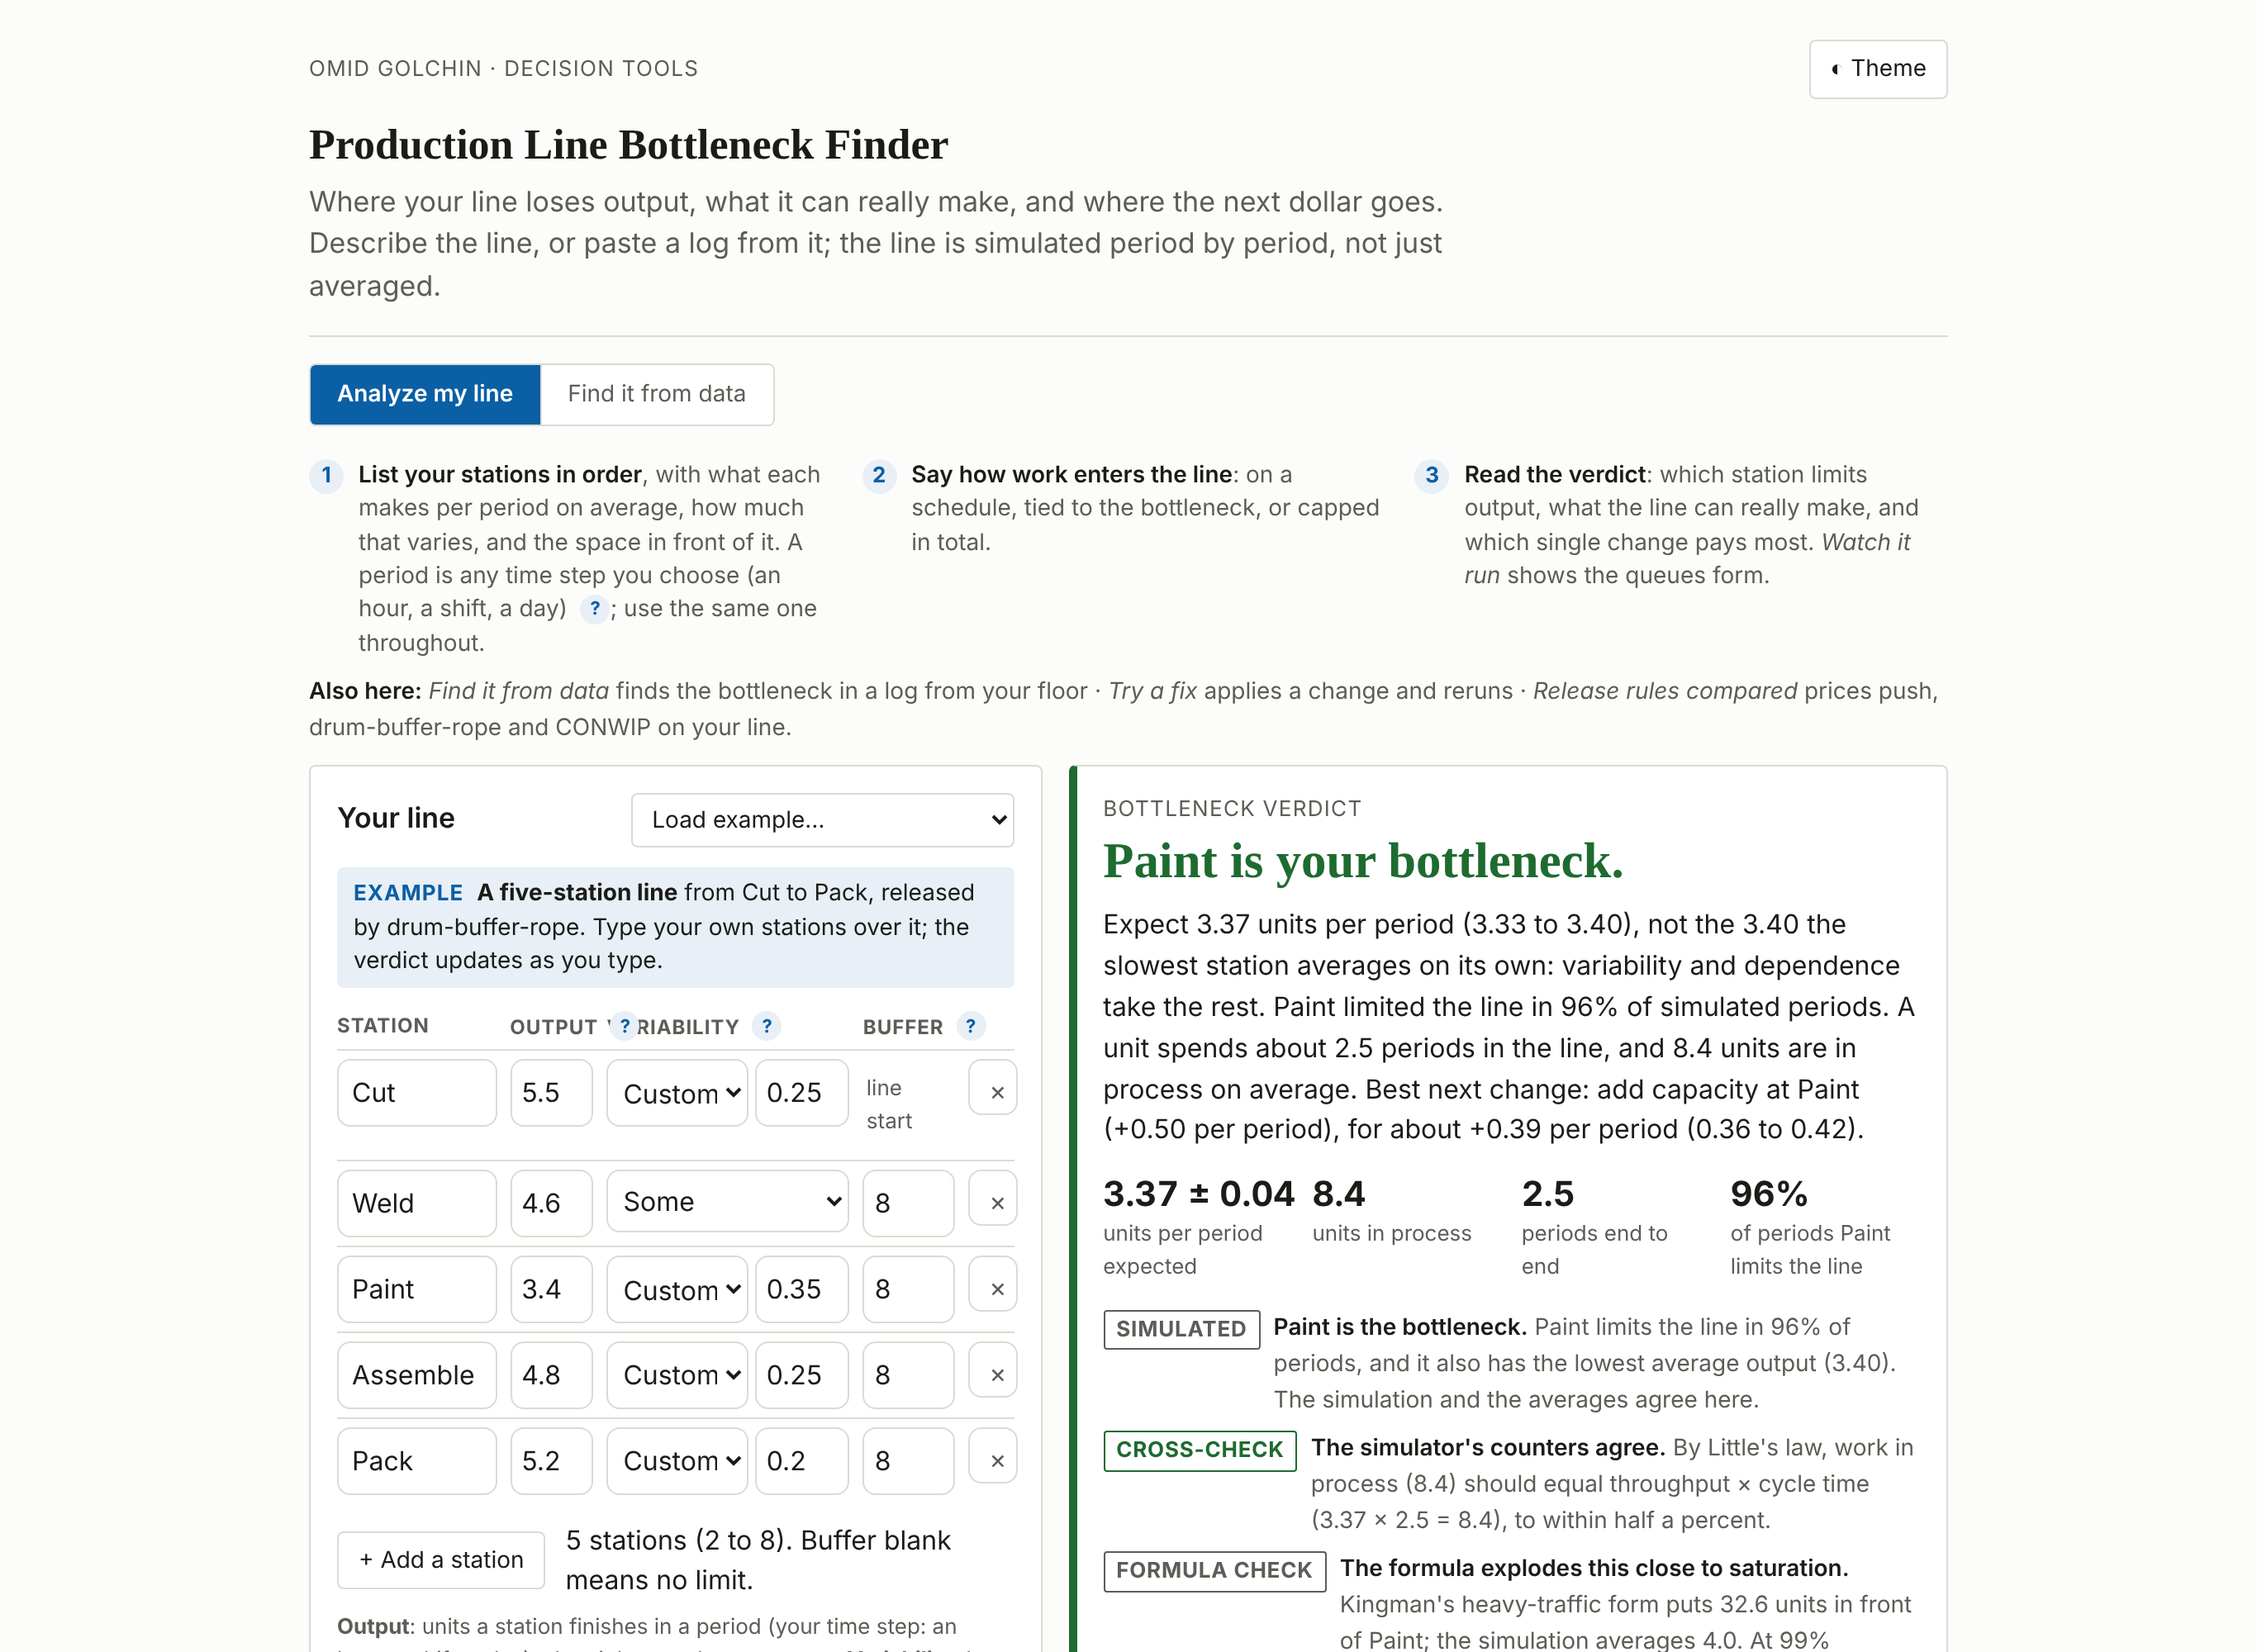 OMID GOLCHIN · DECISION TOOLS
Theme
Production Line Bottleneck Finder
Where your line loses output, what it can really make, and where the next dollar goes.
Describe the line, or paste a log from it; the line is simulated period by period, not just
averaged.
Analyze my line
Find it from data
1 List your stations in order, with what each
makes per period on average, how much
that varies, and the space in front of it. A
period is any time step you choose (an
hour, a shift, a day) ?; use the same one
throughout.
2 Say how work enters the line: on a
schedule, tied to the bottleneck, or capped
in total.
3 Read the verdict: which station limits
output, what the line can really make, and
which single change pays most. Watch it
run shows the queues form.
Also here: Find it from data finds the bottleneck in a log from your floor · Try a fix applies a change and reruns · Release rules compared prices push,
drum-buffer-rope and CONWIP on your line.
Your line
Load example...
EXAMPLE A five-station line from Cut to Pack, released
by drum-buffer-rope. Type your own stations over it; the
verdict updates as you type.
STATION OUTPUT ? RIABILITY ? BUFFER ?
Cut 5.5 Custom 0.25 line start ×
Weld 4.6 Some 8 ×
Paint 3.4 Custom 0.35 8 ×
Assemble 4.8 Custom 0.25 8 ×
Pack 5.2 Custom 0.2 8 ×
+ Add a station
5 stations (2 to 8). Buffer blank
means no limit.
Output: units a station finishes in a period (your time step: an
BOTTLENECK VERDICT
Paint is your bottleneck.
Expect 3.37 units per period (3.33 to 3.40), not the 3.40 the
slowest station averages on its own: variability and dependence
take the rest. Paint limited the line in 96% of simulated periods. A
unit spends about 2.5 periods in the line, and 8.4 units are in
process on average. Best next change: add capacity at Paint
(+0.50 per period), for about +0.39 per period (0.36 to 0.42).
3.37 ± 0.04
units per period
expected
8.4
units in process
2.5
periods end to
end
96%
of periods Paint
limits the line
SIMULATED Paint is the bottleneck. Paint limits the line in 96% of
periods, and it also has the lowest average output (3.40).
The simulation and the averages agree here.
CROSS-CHECK The simulator's counters agree. By Little's law, work in
process (8.4) should equal throughput × cycle time
(3.37 × 2.5 = 8.4), to within half a percent.
FORMULA CHECK The formula explodes this close to saturation.
Kingman's heavy-traffic form puts 32.6 units in front
of Paint; the simulation averages 4.0. At 99%